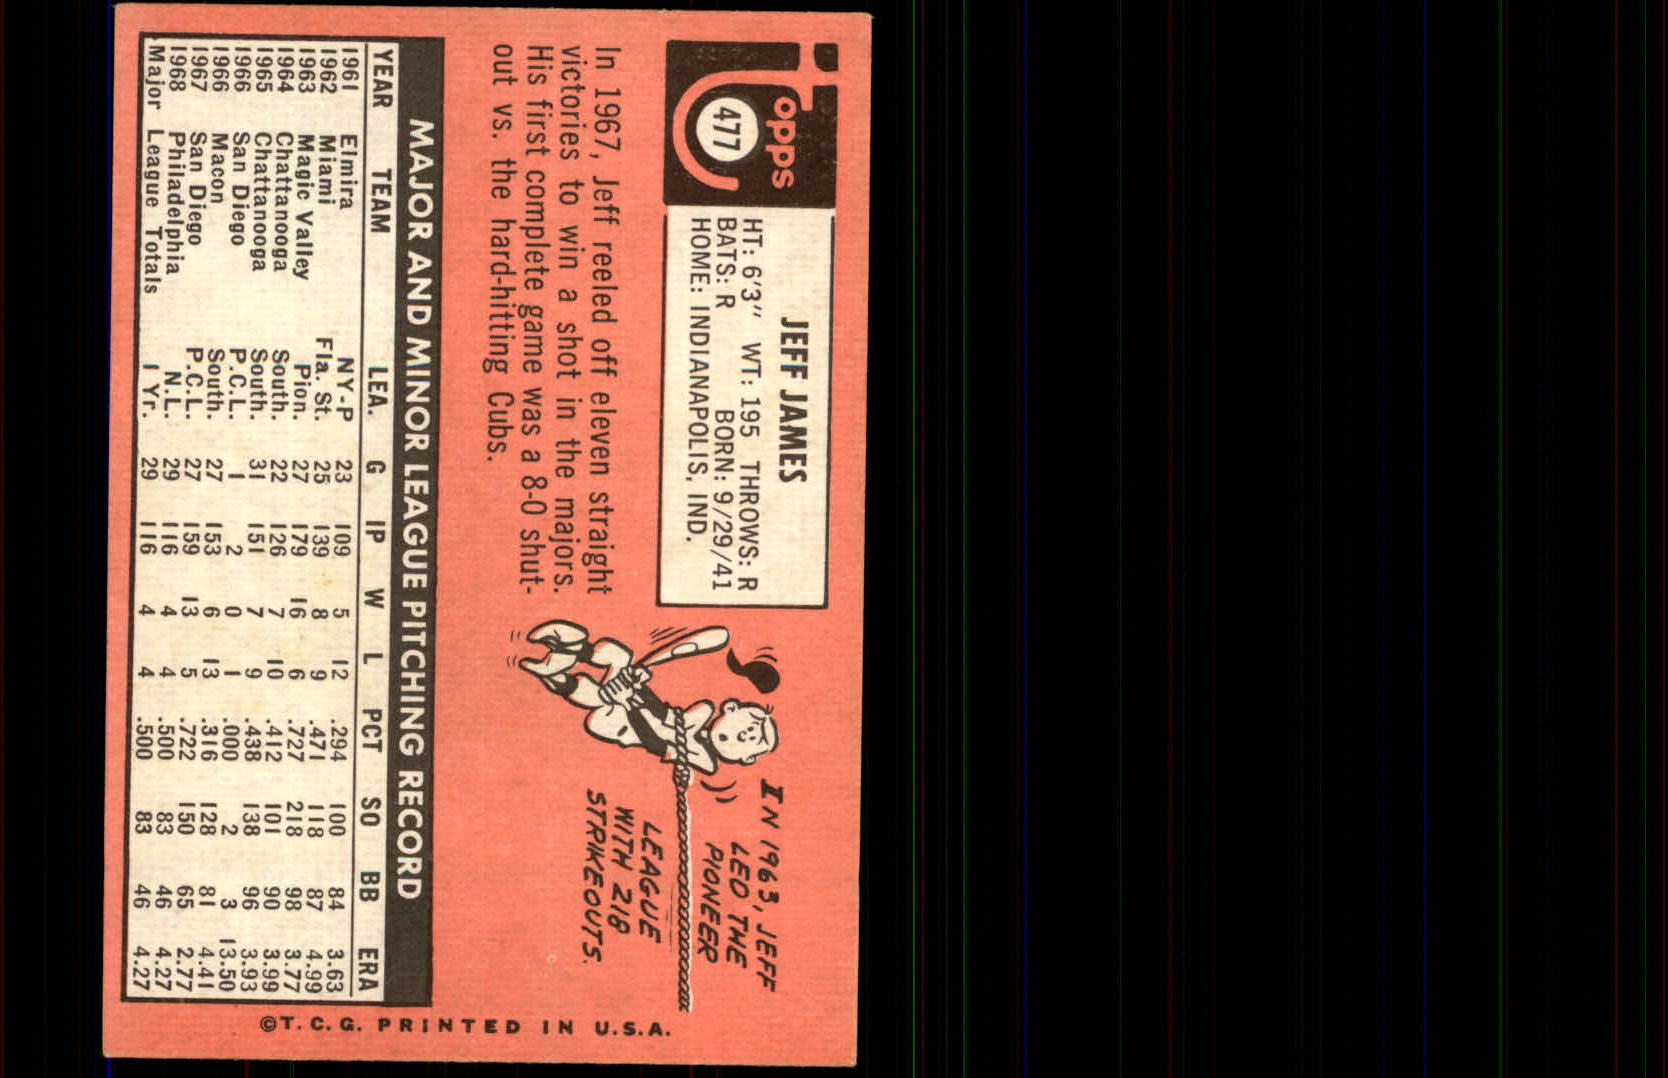 Topps
477
JEFF JAMES
HT: 6'3" WT: 195 THROWS: R
BATS: R BORN: 9/29/41
HOME: INDIANAPOLIS, IND.
In 1967, Jeff reeled off eleven straight
victories to win a shot in the majors.
His first complete game was a 8-0 shut-
out vs. the hard-hitting Cubs.
IN 1963, JEFF
LED THE
PIONEER
LEAGUE
WITH 218
STRIKEOUTS.
MAJOR AND MINOR LEAGUE PITCHING RECORD
YEAR TEAM LEA. G IP W L PCT SO BB ERA
1961 Elmira NY-P 23 109 5 12 .294 100 84 3.63
1962 Miami Fla. St. 25 139 8 9 .471 118 87 4.99
1963 Magic Valley Pion. 27 179 16 6 .727 218 98 3.77
1964 Chattanooga South. 22 126 7 10 .412 101 90 3.99
1965 Chattanooga South. 31 151 7 9 .438 138 96 3.93
1966 San Diego P.C.L. 1 2 0 1 .000 2 3 13.50
1966 Macon South. 27 153 6 13 .316 128 81 4.41
1967 San Diego P.C.L. 27 159 13 5 .722 150 65 2.77
1968 Philadelphia N.L. 29 116 4 4 .500 83 46 4.27
Major League Totals 1 Yr. 29 116 4 4 .500 83 46 4.27
©T.C.G. PRINTED IN U.S.A.